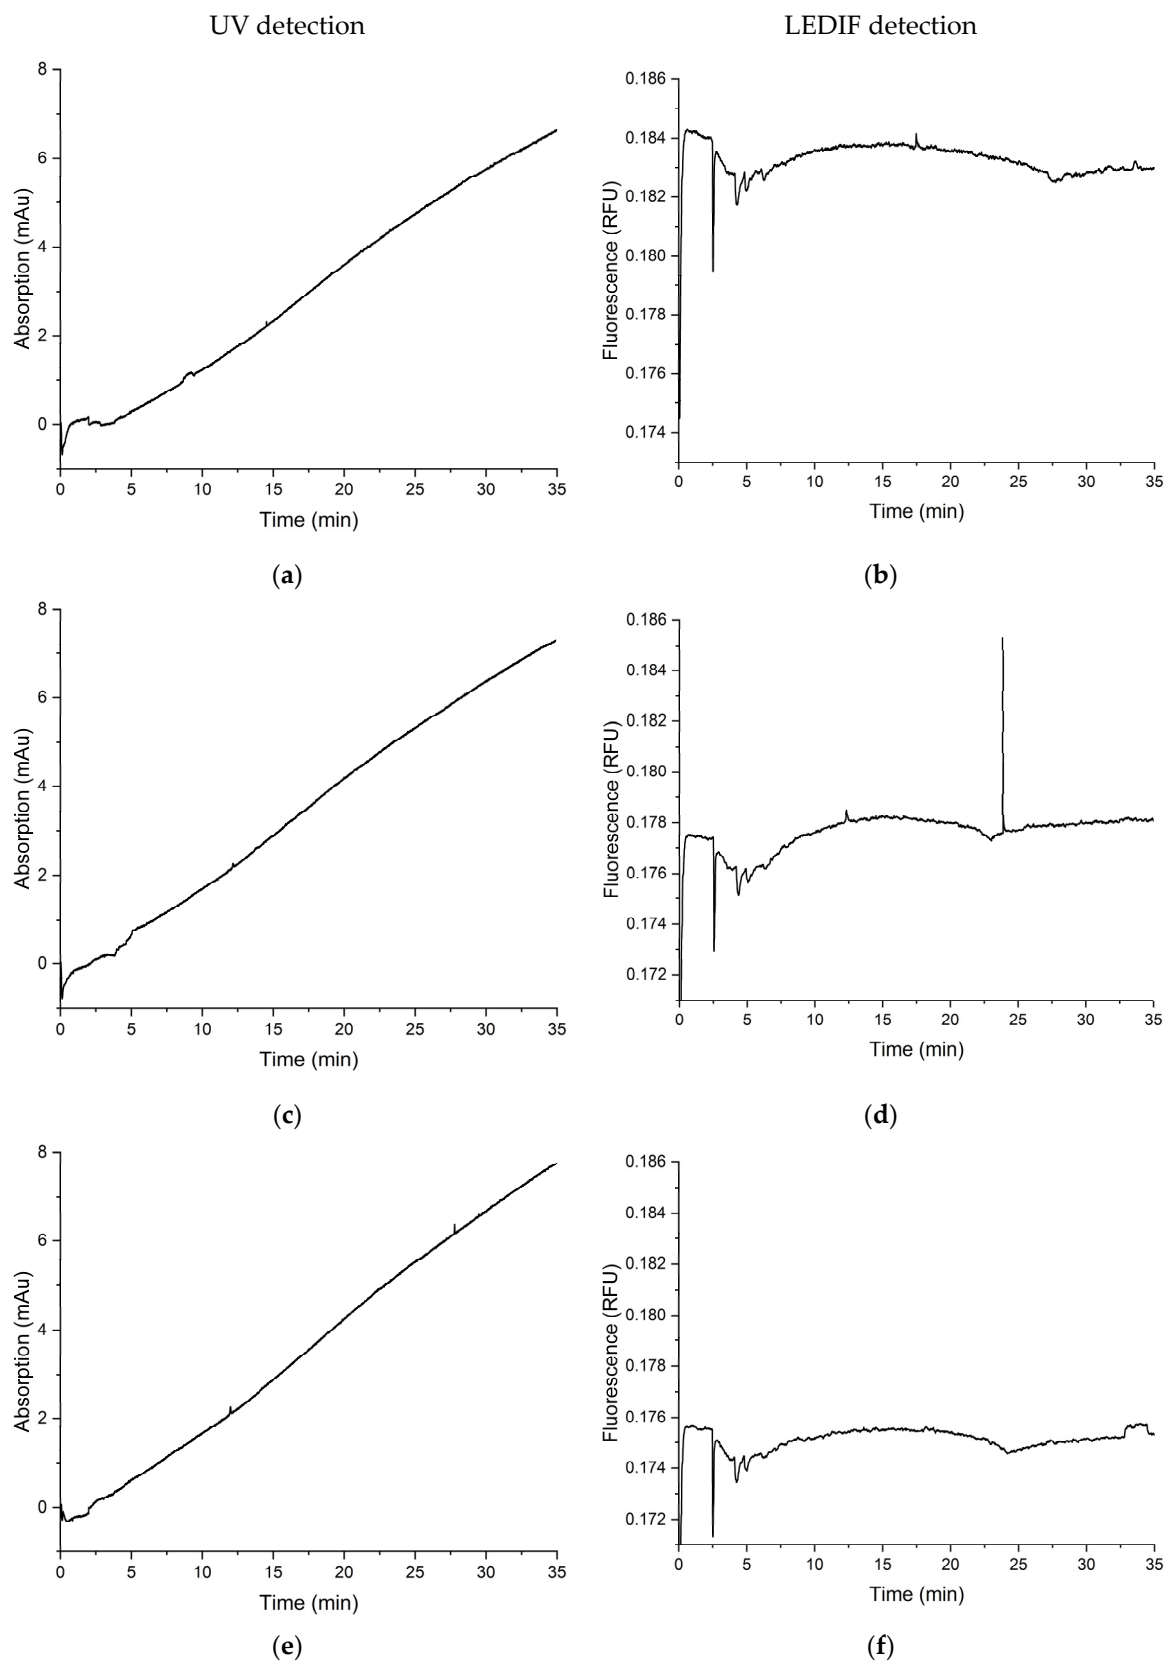 UV detection
LEDIF detection
8
6
4
2
0
Absorption (mAu)
0 5 10 15 20 25 30 35
Time (min)
(a)
0.186
0.184
0.182
0.180
0.178
0.176
0.174
Fluorescence (RFU)
0 5 10 15 20 25 30 35
Time (min)
(b)
8
6
4
2
0
Absorption (mAu)
0 5 10 15 20 25 30 35
Time (min)
(c)
0.186
0.184
0.182
0.180
0.178
0.176
0.174
0.172
Fluorescence (RFU)
0 5 10 15 20 25 30 35
Time (min)
(d)
8
6
4
2
0
Absorption (mAu)
0 5 10 15 20 25 30 35
Time (min)
(e)
0.186
0.184
0.182
0.180
0.178
0.176
0.174
0.172
Fluorescence (RFU)
0 5 10 15 20 25 30 35
Time (min)
(f)